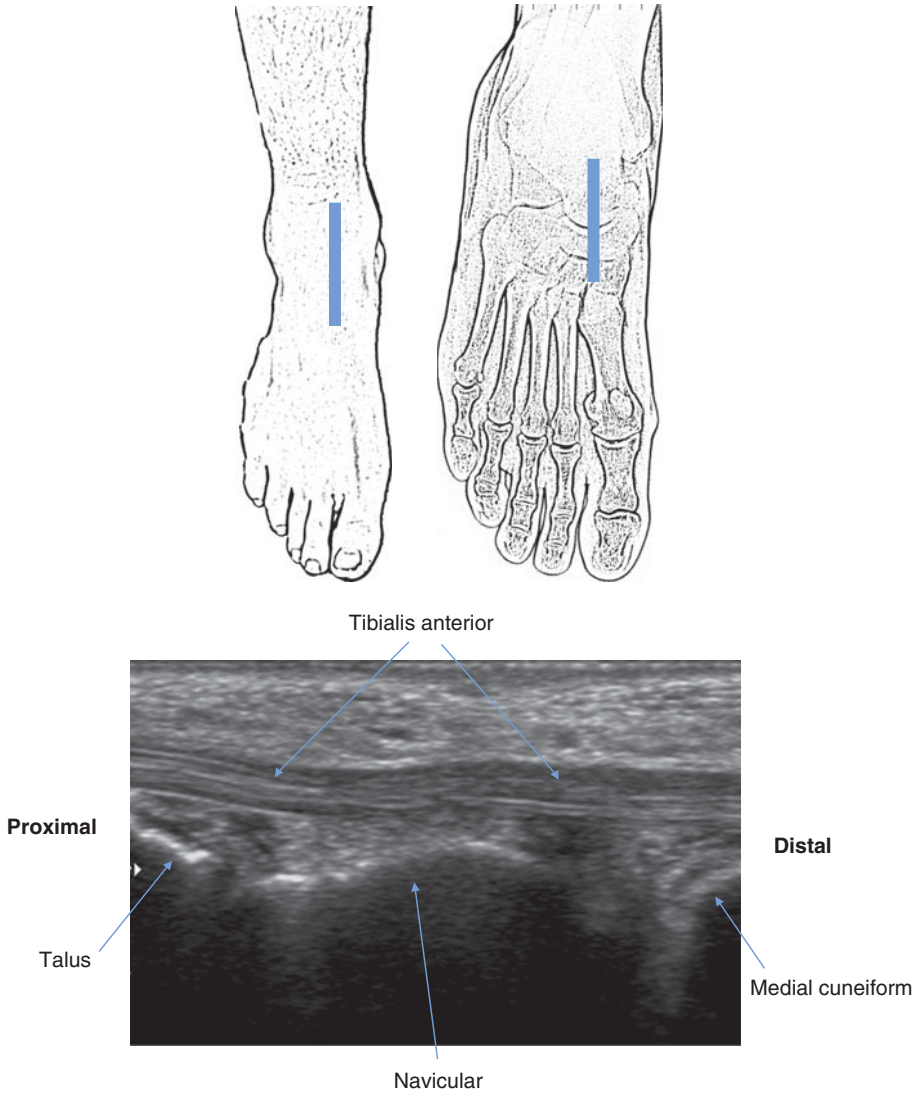 Tibialis anterior
Proximal
Distal
Talus
Medial cuneiform
Navicular